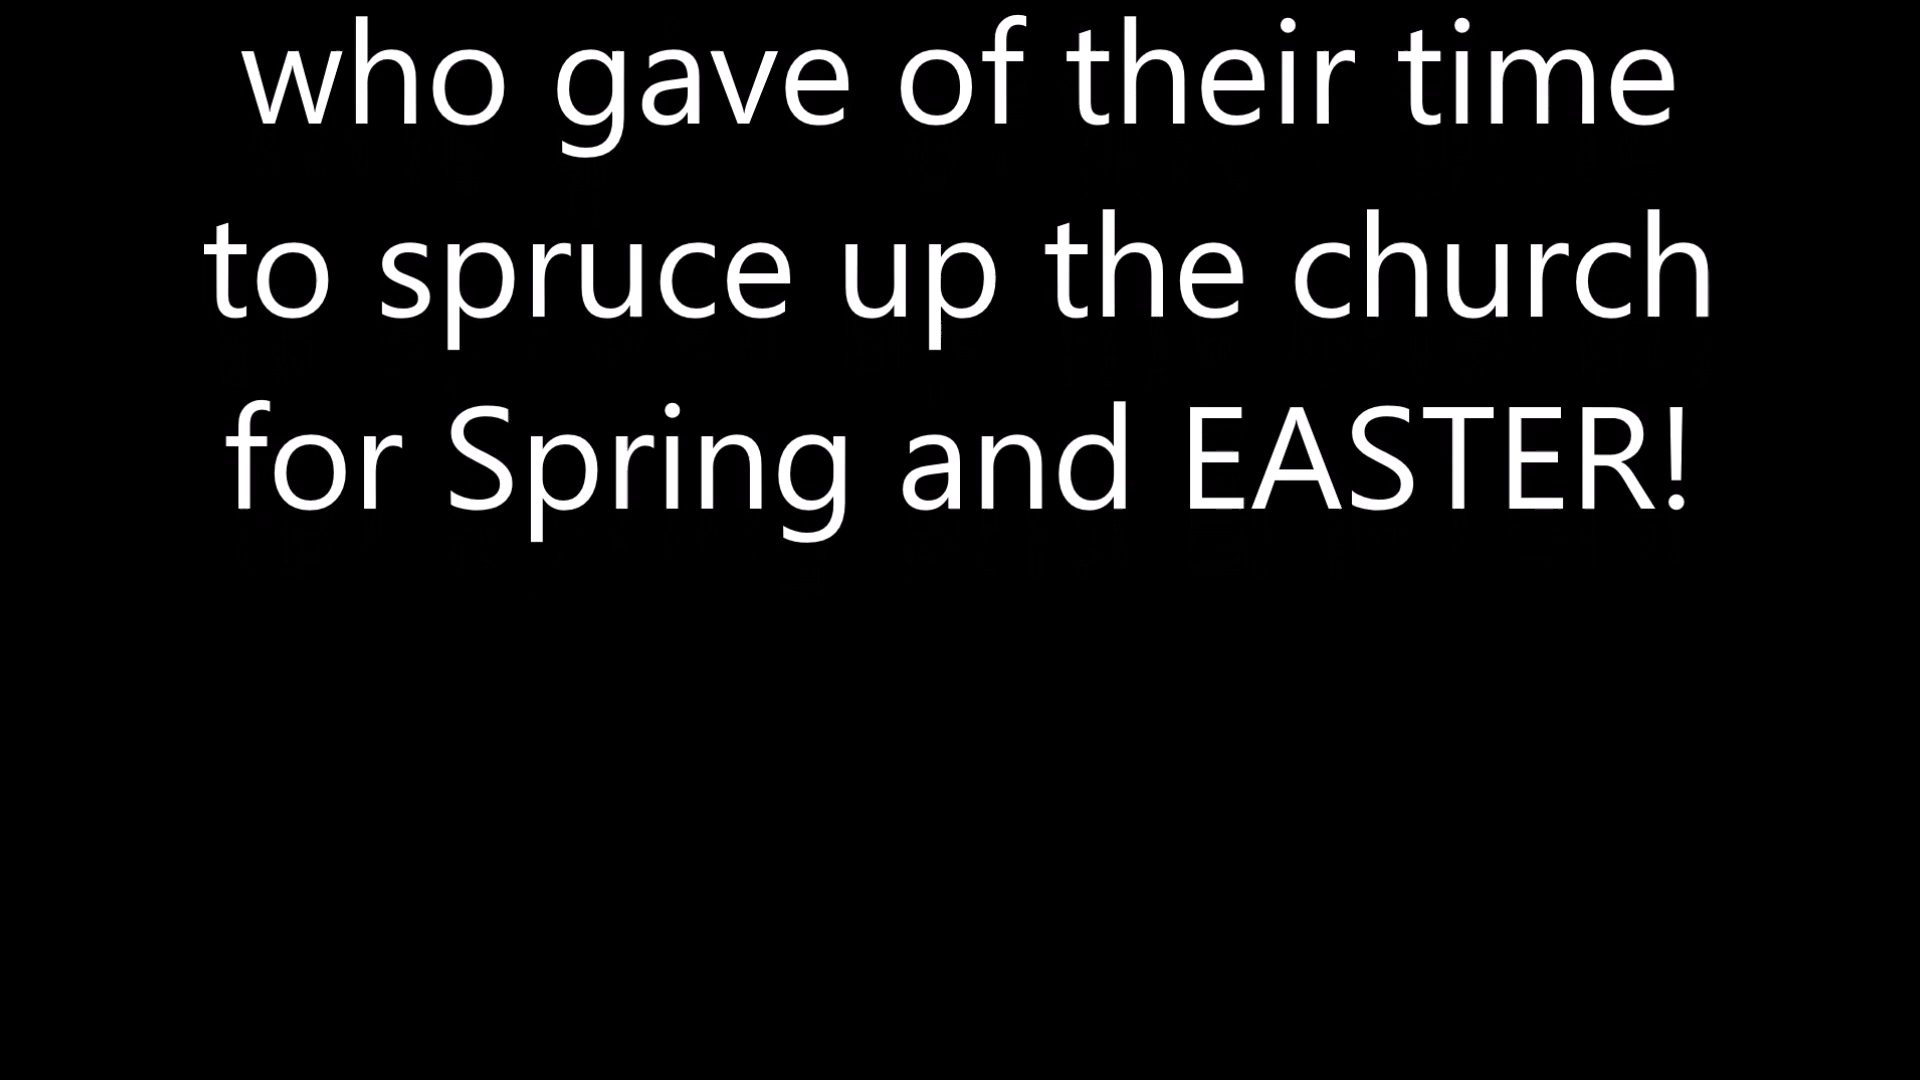 who gave of their time
to spruce up the church
for Spring and EASTER!